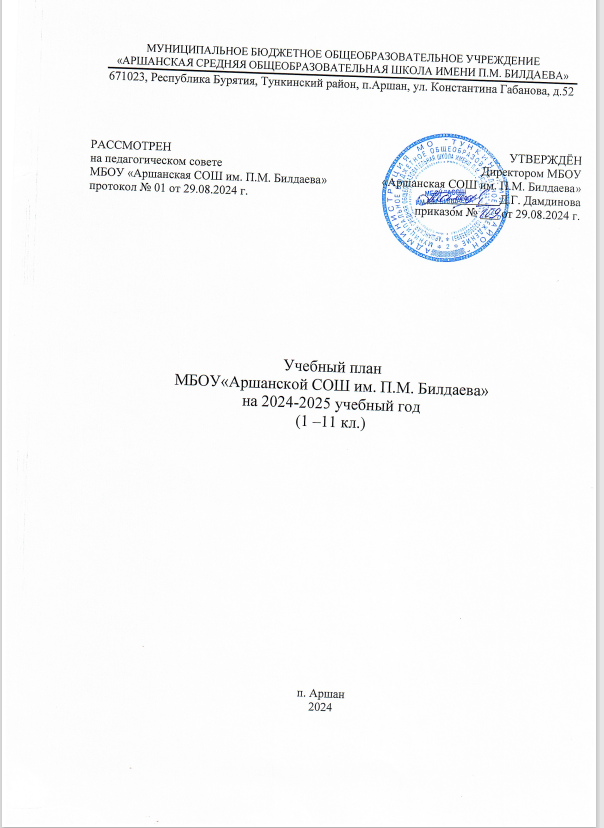 МУНИЦИПАЛЬНОЕ БЮДЖЕТНОЕ ОБЩЕОБРАЗОВАТЕЛЬНОЕ УЧРЕЖДЕНИЕ
«АРШАНСКАЯ СРЕДНЯЯ ОБЩЕОБРАЗОВАТЕЛЬНАЯ ШКОЛА ИМЕНИ П.М. БИЛДАЕВА»
671023, Республика Бурятия, Тункинский район, п.Аршан, ул. Константина Габанова, д.52
РАССМОТРЕН
на педагогическом совете
МБОУ «Аршанская СОШ им. П.М. Билдаева»
протокол № 01 от 29.08.2024 г.
УТВЕРЖДЁН
Директором МБОУ
«Аршанская СОШ им. П.М. Билдаева»
Д.Г. Дамдинова
приказом № от 29.08.2024 г.
Учебный план
МБОУ«Аршанской СОШ им. П.М. Билдаева»
на 2024-2025 учебный год
(1 –11 кл.)
п. Аршан
2024